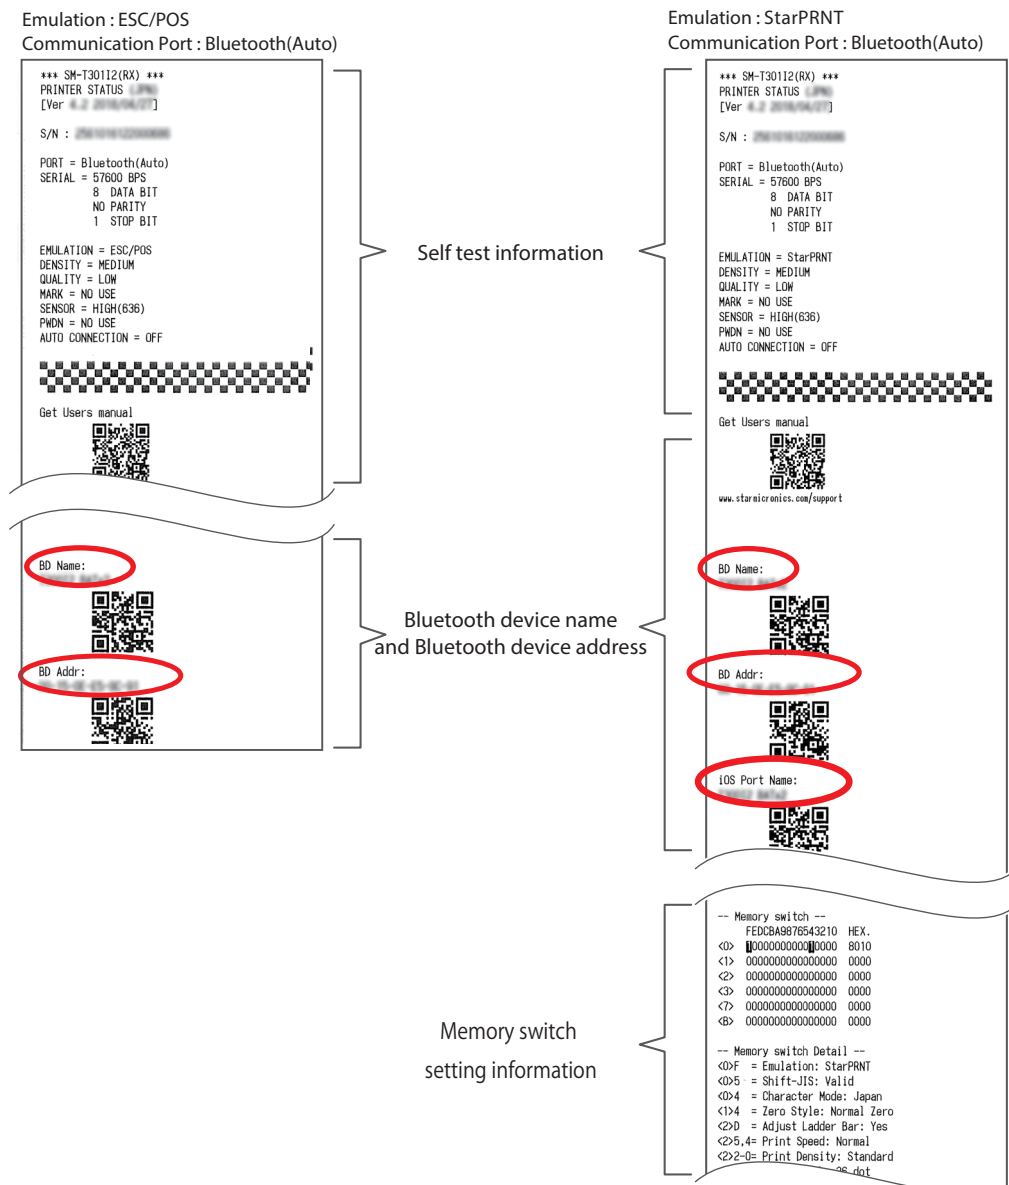 Emulation : ESC/POS
Communication Port : Bluetooth(Auto)
*** SM-T301I2(RX) ***
PRINTER STATUS
[Ver
S/N :
PORT = Bluetooth(Auto)
SERIAL = 57600 BPS
8 DATA BIT
NO PARITY
1 STOP BIT
EMULATION = ESC/POS
DENSITY = MEDIUM
QUALITY = LOW
MARK = NO USE
SENSOR = HIGH(636)
PWDN = NO USE
AUTO CONNECTION = OFF
Get Users manual
BD Name:
BD Addr:
Self test information
Bluetooth device name
and Bluetooth device address
Memory switch
setting information
Emulation : StarPRNT
Communication Port : Bluetooth(Auto)
*** SM-T301I2(RX) ***
PRINTER STATUS
[Ver
S/N :
PORT = Bluetooth(Auto)
SERIAL = 57600 BPS
8 DATA BIT
NO PARITY
1 STOP BIT
EMULATION = StarPRNT
DENSITY = MEDIUM
QUALITY = LOW
MARK = NO USE
SENSOR = HIGH(636)
PWDN = NO USE
AUTO CONNECTION = OFF
Get Users manual
www.starmicronics.com/support
BD Name:
BD Addr:
iOS Port Name:
-- Memory switch --
FEDCBA9876543210 HEX.
<0> 1000000000010000 8010
<1> 0000000000000000 0000
<2> 0000000000000000 0000
<3> 0000000000000000 0000
<7> 0000000000000000 0000
<B> 0000000000000000 0000
-- Memory switch Detail --
<0>F = Emulation: StarPRNT
<0>5 = Shift-JIS: Valid
<0>4 = Character Mode: Japan
<1>4 = Zero Style: Normal Zero
<2>D = Adjust Ladder Bar: Yes
<2>5,4= Print Speed: Normal
<2>2-0= Print Density: Standard
dot